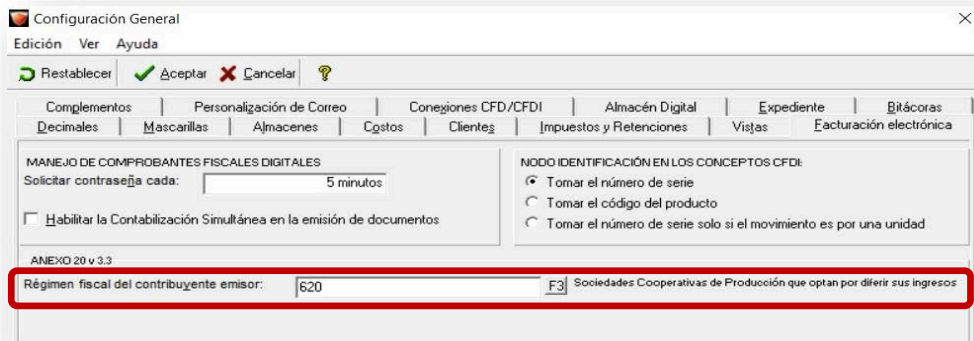 Configuración General
Edición Ver Ayuda
Restablecer Aceptar Cancelar
Complementos Personalización de Correo Conexiones CFD/CFDI Almacén Digital Expediente Bitácoras
Decimales Mascarillas Almacenes Costos Clientes Impuestos y Retenciones Vistas Facturación electrónica
MANEJO DE COMPROBANTES FISCALES DIGITALES
Solicitar contraseña cada: 5 minutos
Habilitar la Contabilización Simultánea en la emisión de documentos
NODO IDENTIFICACIÓN EN LOS CONCEPTOS CFDI:
Tomar el número de serie
Tomar el código del producto
Tomar el número de serie solo si el movimiento es por una unidad
ANEXO 20 v 3.3
Régimen fiscal del contribuyente emisor: 620 F3 Sociedades Cooperativas de Producción que optan por diferir sus ingresos